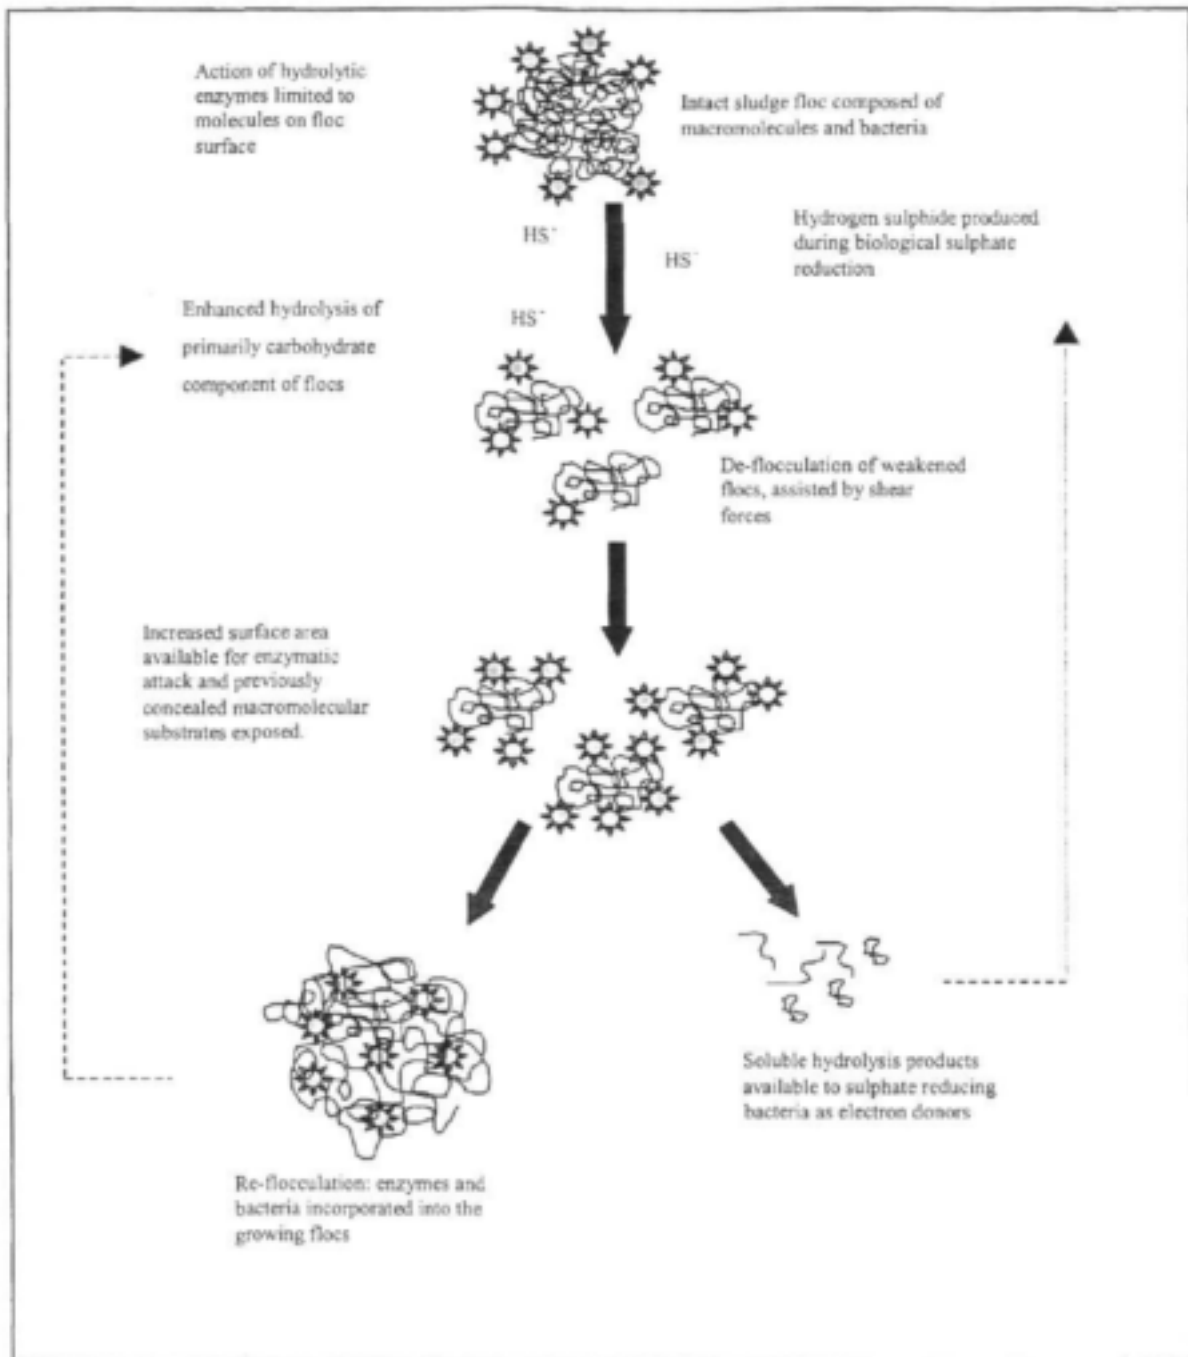 Action of hydrolytic
enzymes limited to
molecules on floc
surface
Intact sludge floc composed of
macromolecules and bacteria
HS⁻
HS⁻
Hydrogen sulphide produced
during biological sulphate
reduction
HS⁻
Enhanced hydrolysis of
primarily carbohydrate
component of flocs
De-flocculation of weakened
flocs, assisted by shear
forces
Increased surface area
available for enzymatic
attack and previously
concealed macromolecular
substrates exposed.
Soluble hydrolysis products
available to sulphate reducing
bacteria as electron donors
Re-flocculation: enzymes and
bacteria incorporated into the
growing flocs